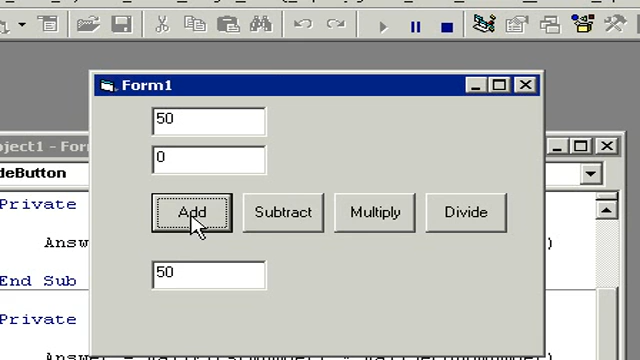 Form1
50
0
oject1 - For
deButton
Add Subtract Multiply Divide
Private
Answ )
50
End Sub
Private